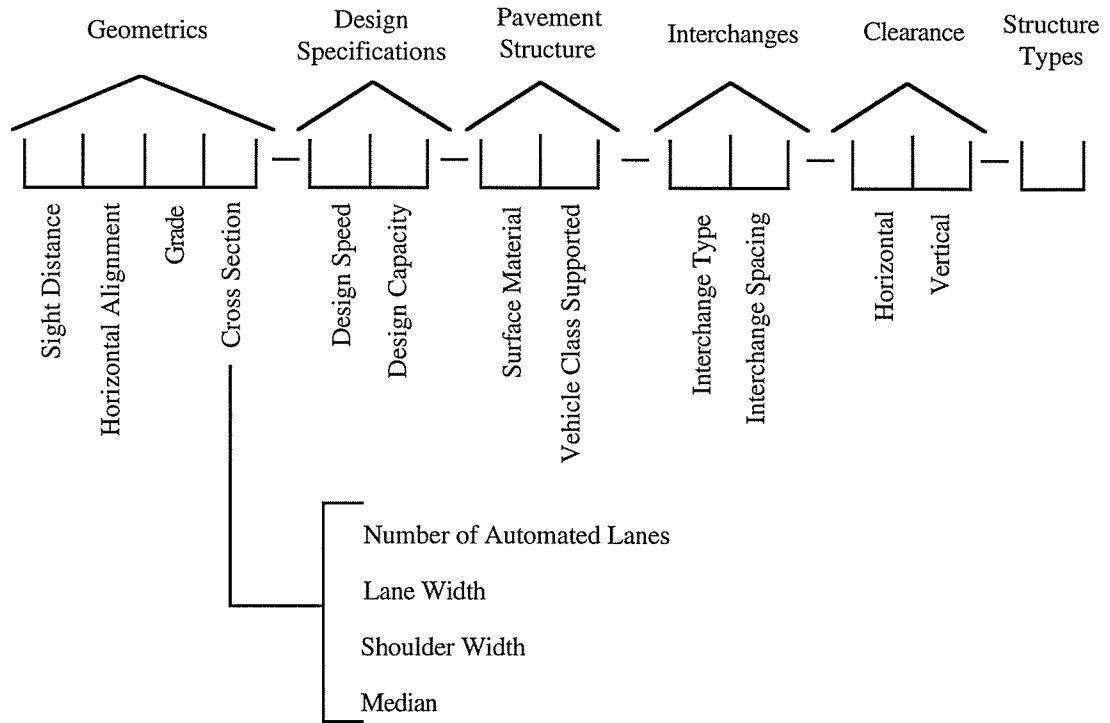 Geometrics
Design
Specifications
Pavement
Structure
Interchanges
Clearance
Structure
Types
Sight Distance
Horizontal Alignment
Grade
Cross Section
Design Speed
Design Capacity
Surface Material
Vehicle Class Supported
Interchange Type
Interchange Spacing
Horizontal
Vertical
Number of Automated Lanes
Lane Width
Shoulder Width
Median